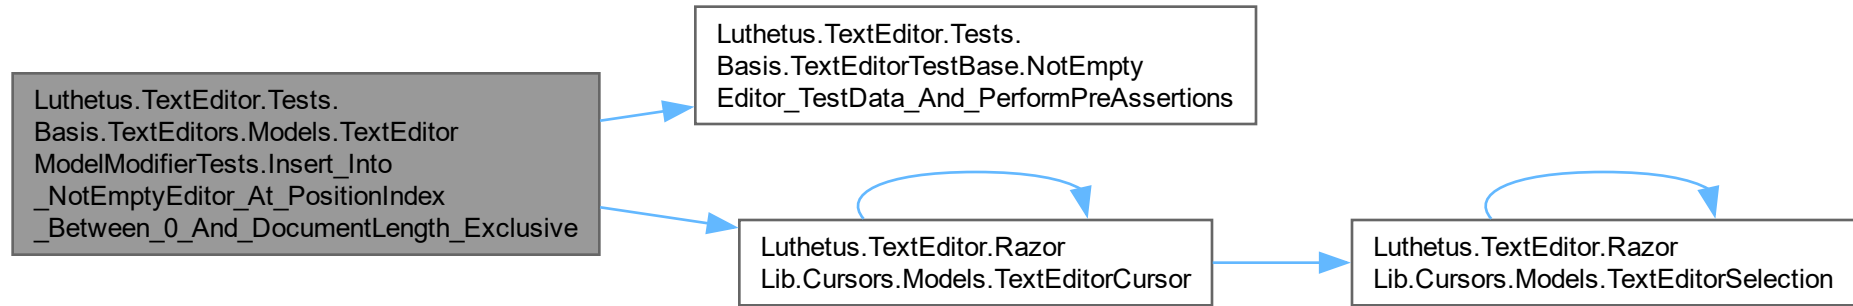 Luthetus.TextEditor.Tests.
Basis.TextEditors.Models.TextEditor
ModelModifierTests.Insert_Into
_NotEmptyEditor_At_PositionIndex
_Between_0_And_DocumentLength_Exclusive
Luthetus.TextEditor.Tests.
Basis.TextEditorTestBase.NotEmpty
Editor_TestData_And_PerformPreAssertions
Luthetus.TextEditor.Razor
Lib.Cursors.Models.TextEditorCursor
Luthetus.TextEditor.Razor
Lib.Cursors.Models.TextEditorSelection